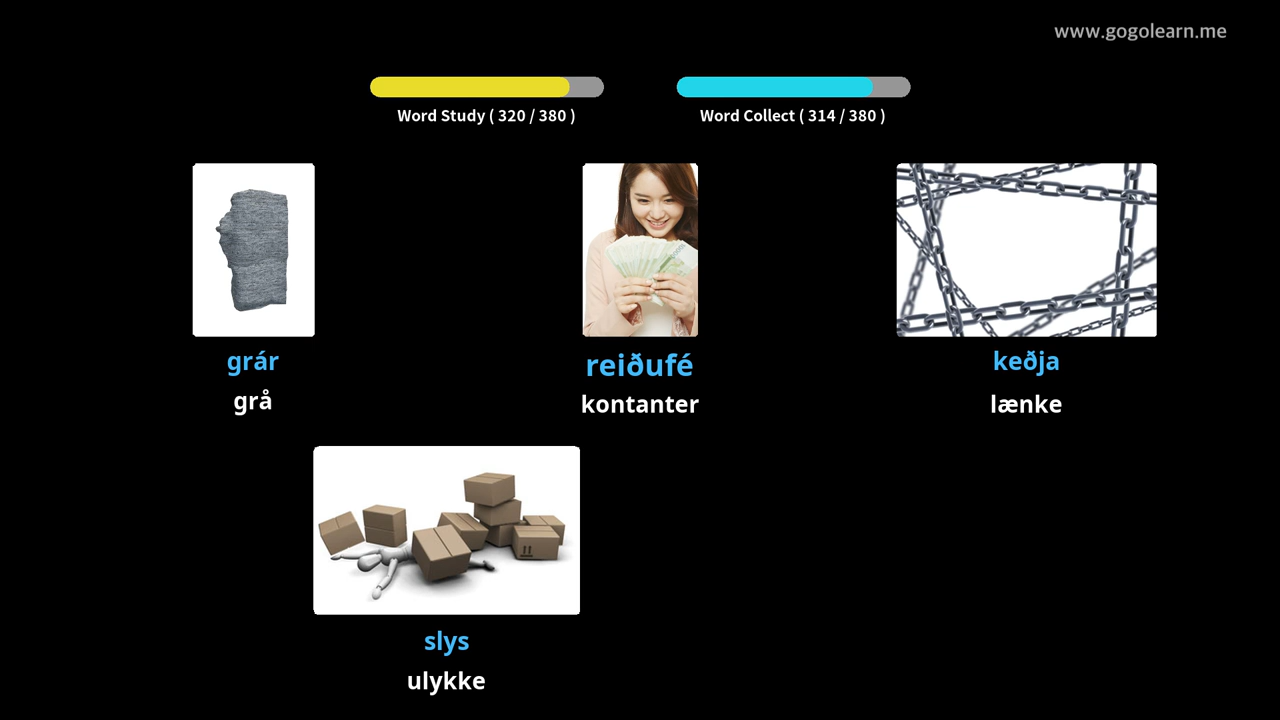 www.gogolearn.me
Word Study ( 320 / 380 )
Word Collect ( 314 / 380 )
grár
grå
reiðufé
kontanter
keðja
lænke
slys
ulykke